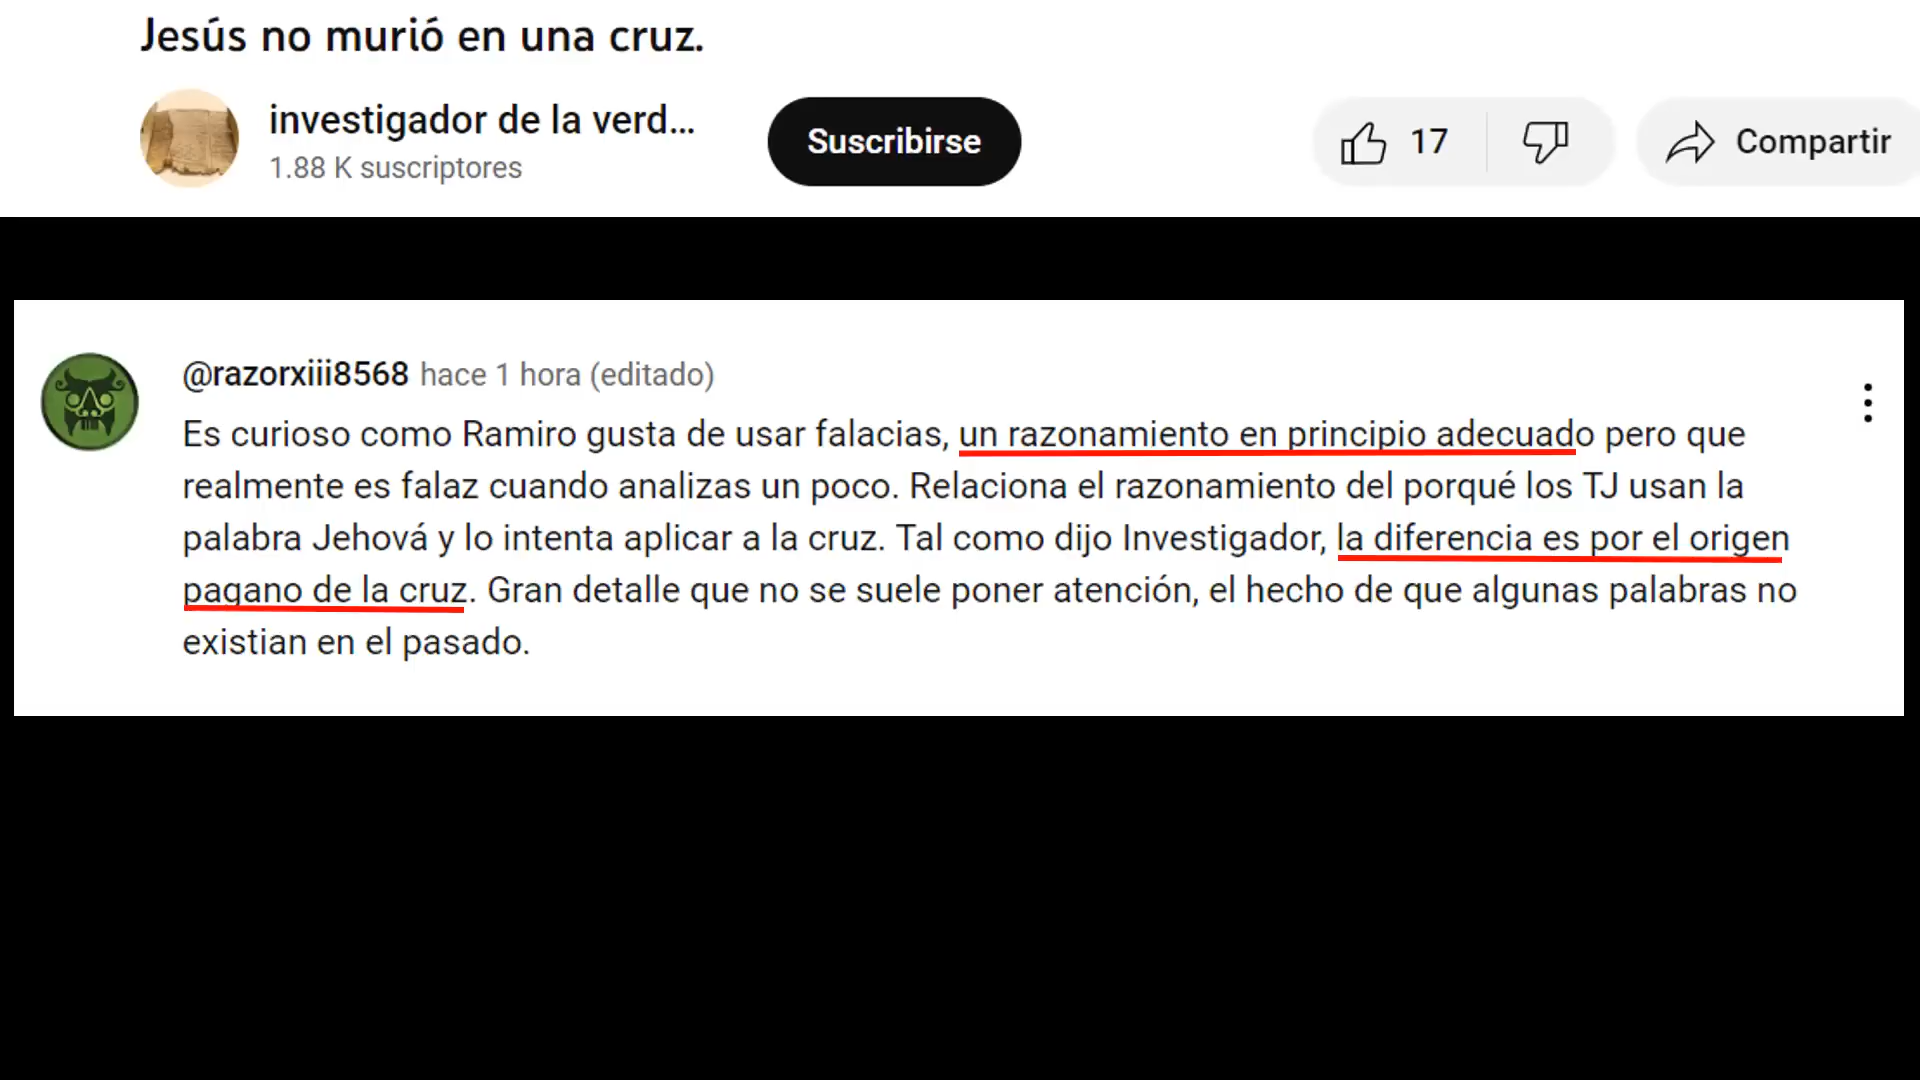 Jesús no murió en una cruz.
investigador de la verd...
1.88 K suscriptores
Suscribirse
17
Compartir
@razorxiii8568 hace 1 hora (editado)
Es curioso como Ramiro gusta de usar falacias, un razonamiento en principio adecuado pero que
realmente es falaz cuando analizas un poco. Relaciona el razonamiento del porqué los TJ usan la
palabra Jehová y lo intenta aplicar a la cruz. Tal como dijo Investigador, la diferencia es por el origen
pagano de la cruz. Gran detalle que no se suele poner atención, el hecho de que algunas palabras no
existian en el pasado.